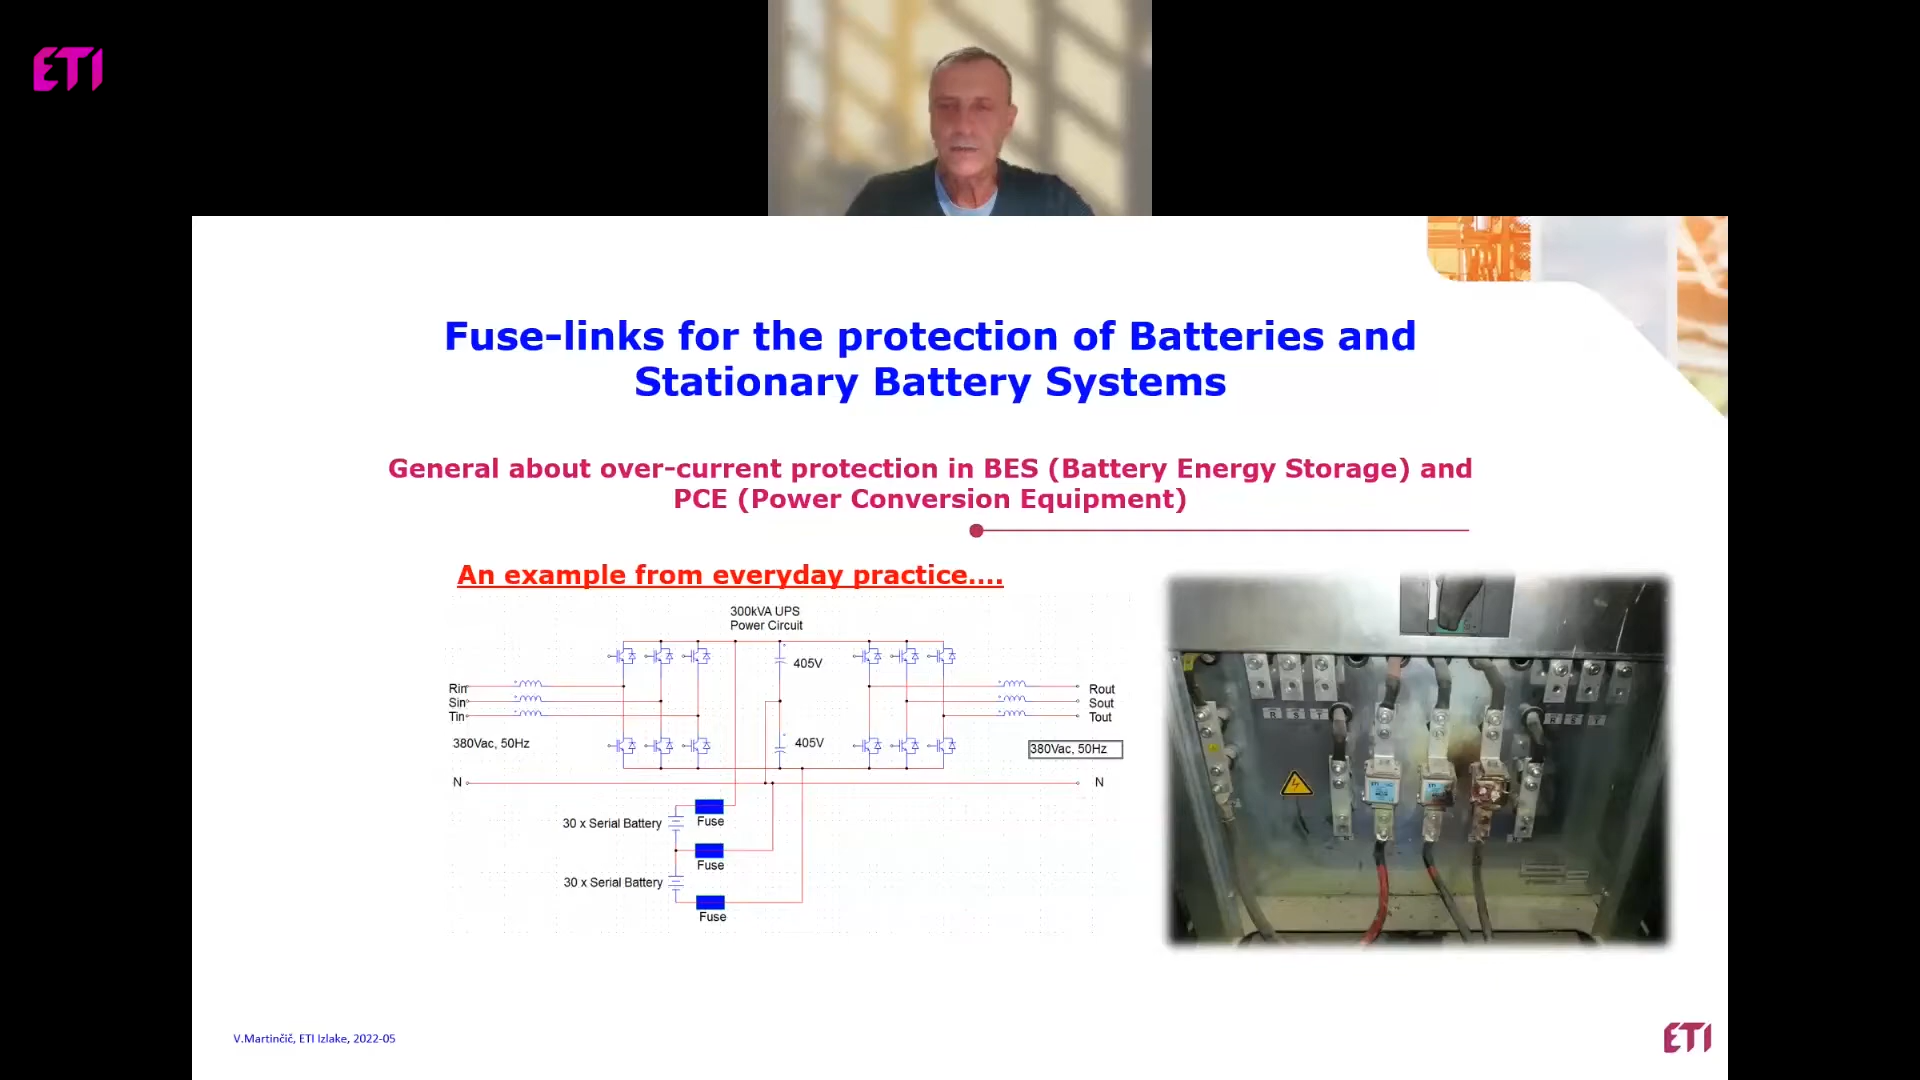 ETI
Fuse-links for the protection of Batteries and
Stationary Battery Systems
General about over-current protection in BES (Battery Energy Storage) and
PCE (Power Conversion Equipment)
An example from everyday practice....
300kVA UPS
Power Circuit
405V
Rin
Sin
Tin
Rout
Sout
Tout
380Vac, 50Hz
405V
380Vac, 50Hz
N
N
30 x Serial Battery
Fuse
Fuse
30 x Serial Battery
Fuse
R S T
R S T
V.Martinčič, ETI Izlake, 2022-05
ETI